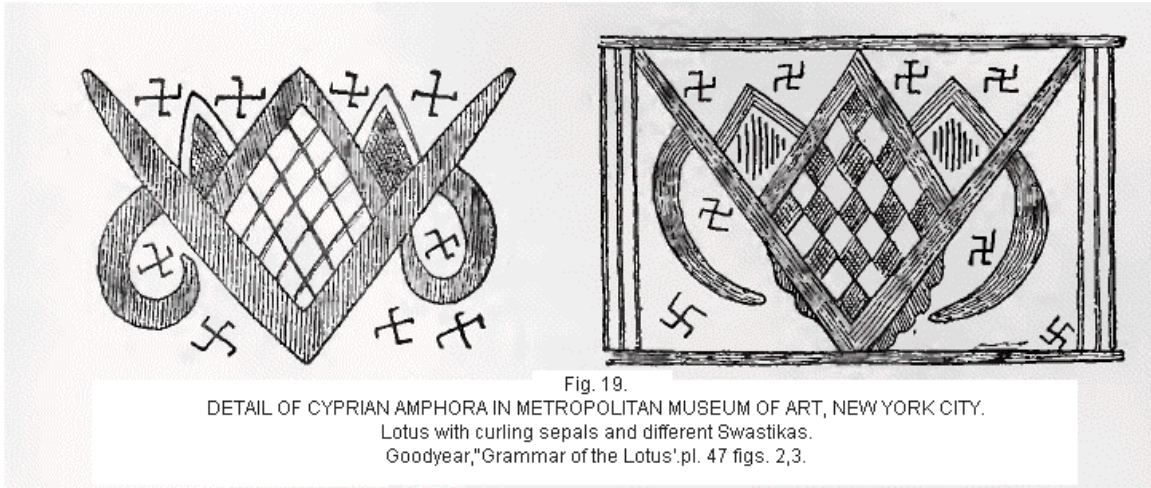 Fig. 19.
DETAIL OF CYPRIAN AMPHORA IN METROPOLITAN MUSEUM OF ART, NEW YORK CITY.
Lotus with curling sepals and different Swastikas.
Goodyear,"Grammar of the Lotus'.pl. 47 figs. 2,3.